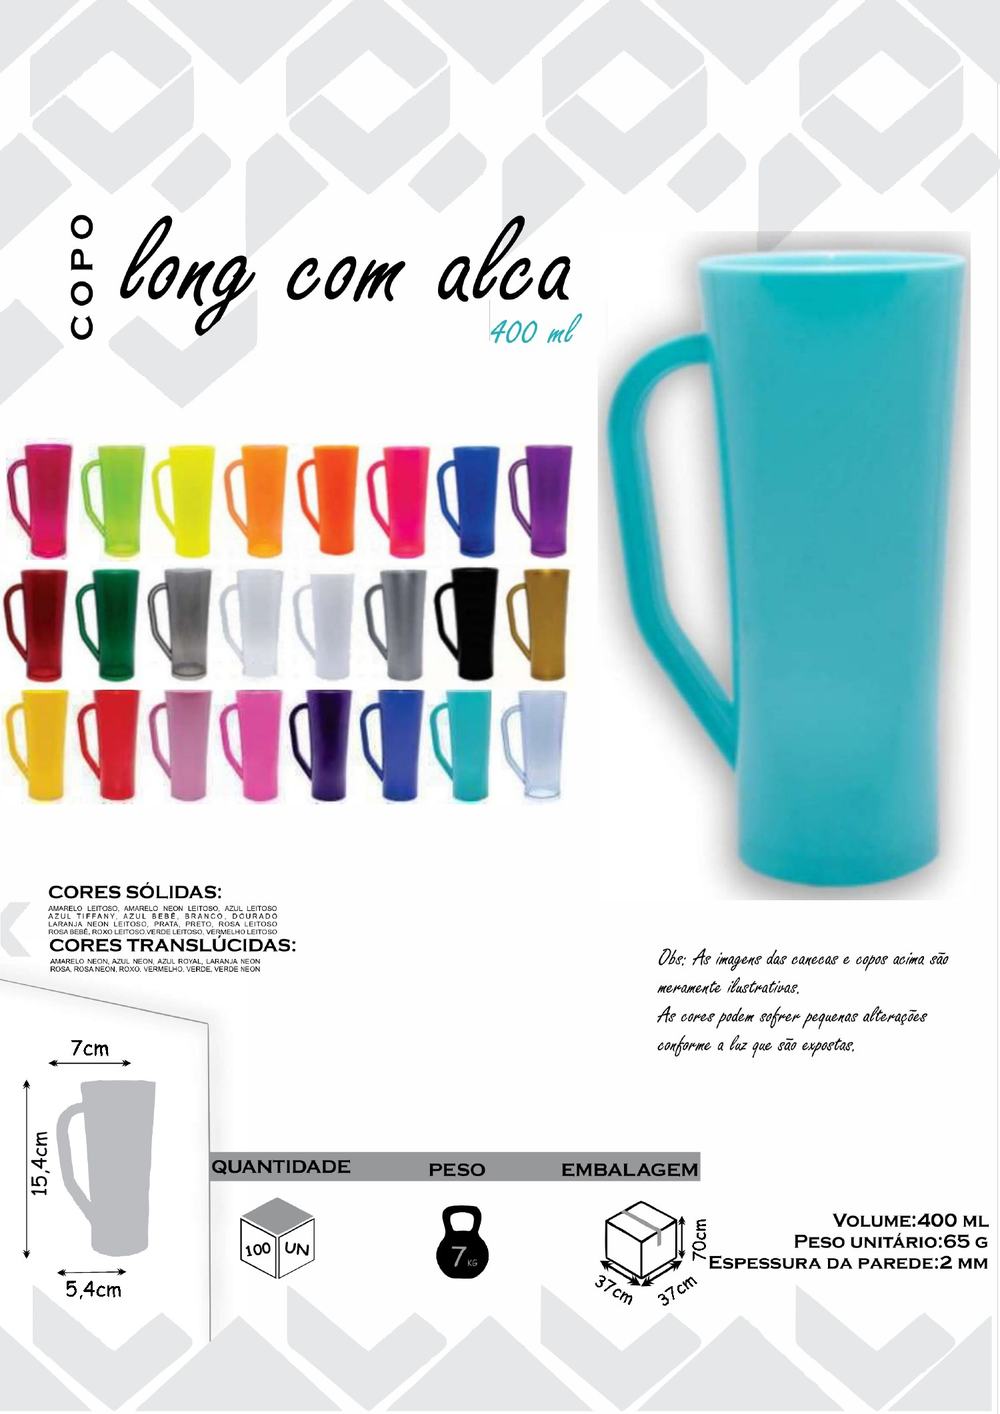 COPO
long com alca
400 ml
CORES SÓLIDAS:
AMARELO LEITOSO, AMARELO NEON LEITOSO, AZUL LEITOSO
AZUL TIFFANY, AZUL BEBÊ, BRANCO, DOURADO
LARANJA NEON LEITOSO, PRATA, PRETO, ROSA LEITOSO
ROSA BEBÊ, ROXO LEITOSO,VERDE LEITOSO, VERMELHO LEITOSO
CORES TRANSLÚCIDAS:
AMARELO NEON, AZUL NEON, AZUL ROYAL, LARANJA NEON
ROSA, ROSA NEON, ROXO, VERMELHO, VERDE, VERDE NEON
Obs: As imagens das canecas e copos acima são
meramente ilustrativas.
As cores podem sofrer pequenas alterações
conforme a luz que são expostas.
7cm
15,4cm
5,4cm
QUANTIDADE
PESO
EMBALAGEM
100 UN
7 KG
70cm
37cm
37cm
VOLUME:400 ML
PESO UNITÁRIO:65 G
ESPESSURA DA PAREDE:2 MM